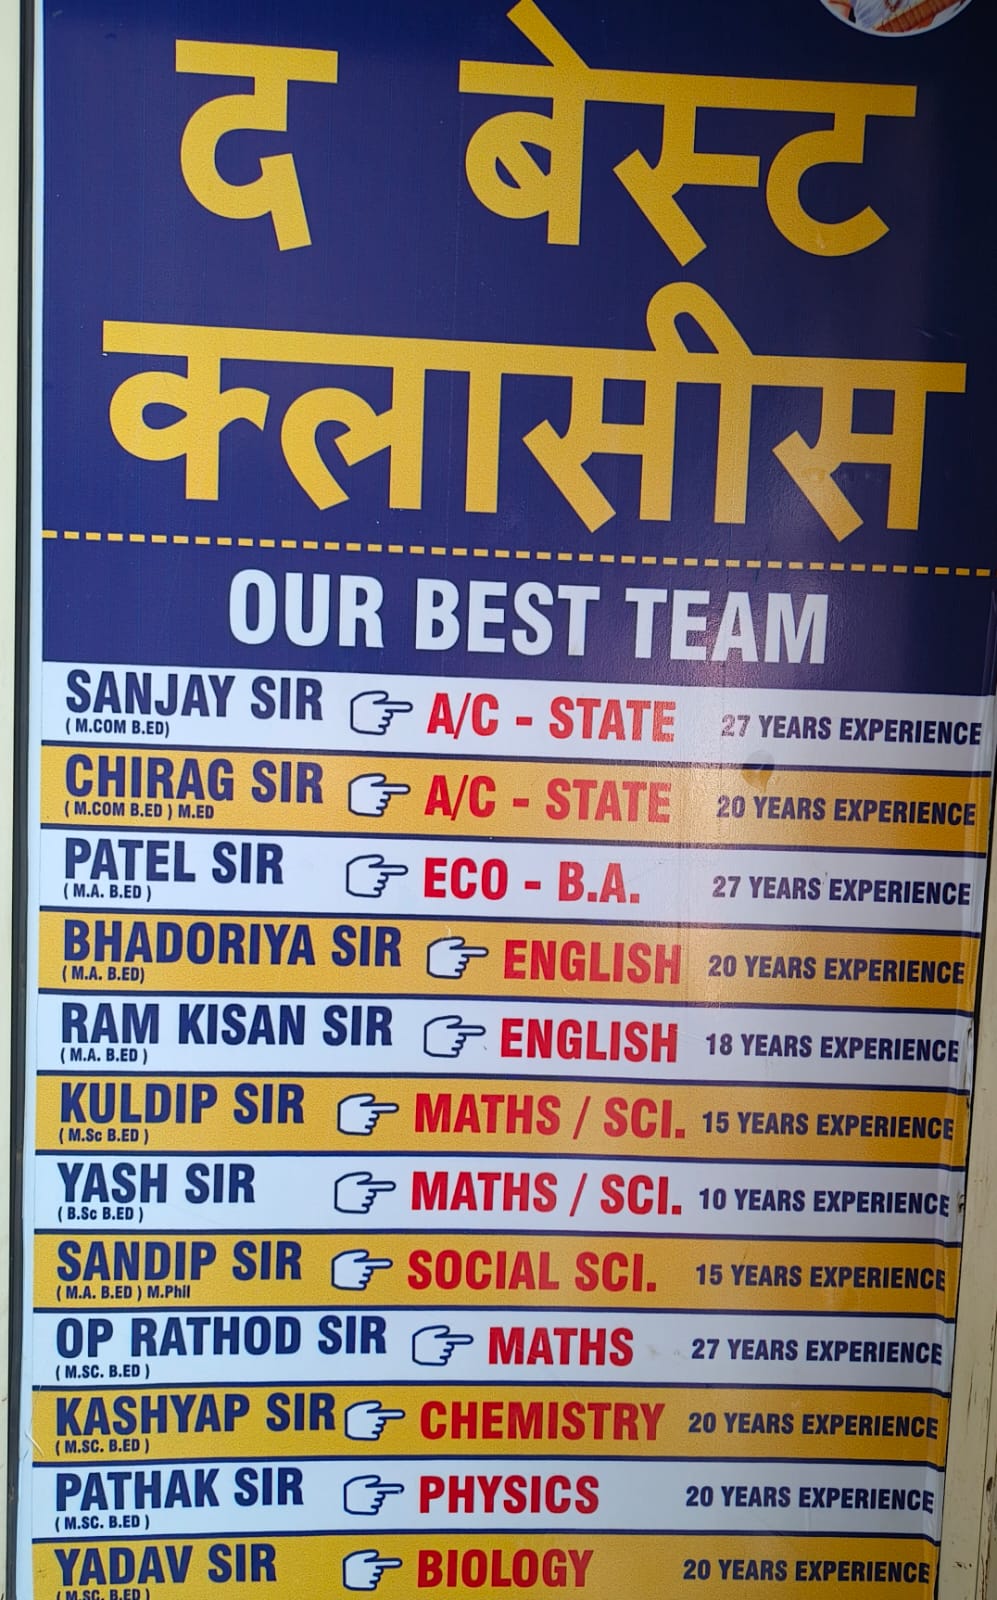 द बेस्ट
क्लासीस
OUR BEST TEAM
SANJAY SIR A/C - STATE 27 YEARS EXPERIENCE
( M.COM B.ED)
CHIRAG SIR A/C - STATE 20 YEARS EXPERIENCE
( M.COM B.ED ) M.ED
PATEL SIR ECO - B.A. 27 YEARS EXPERIENCE
( M.A. B.ED )
BHADORIYA SIR ENGLISH 20 YEARS EXPERIENCE
( M.A. B.ED)
RAM KISAN SIR ENGLISH 18 YEARS EXPERIENCE
( M.A. B.ED )
KULDIP SIR MATHS / SCI. 15 YEARS EXPERIENCE
( M.Sc B.ED )
YASH SIR MATHS / SCI. 10 YEARS EXPERIENCE
( B.Sc B.ED )
SANDIP SIR SOCIAL SCI. 15 YEARS EXPERIENCE
( M.A. B.ED ) M.Phil
OP RATHOD SIR MATHS 27 YEARS EXPERIENCE
( M.SC. B.ED )
KASHYAP SIR CHEMISTRY 20 YEARS EXPERIENCE
( M.SC. B.ED )
PATHAK SIR PHYSICS 20 YEARS EXPERIENCE
( M.SC. B.ED )
YADAV SIR BIOLOGY 20 YEARS EXPERIENCE
( M.SC. B.ED )